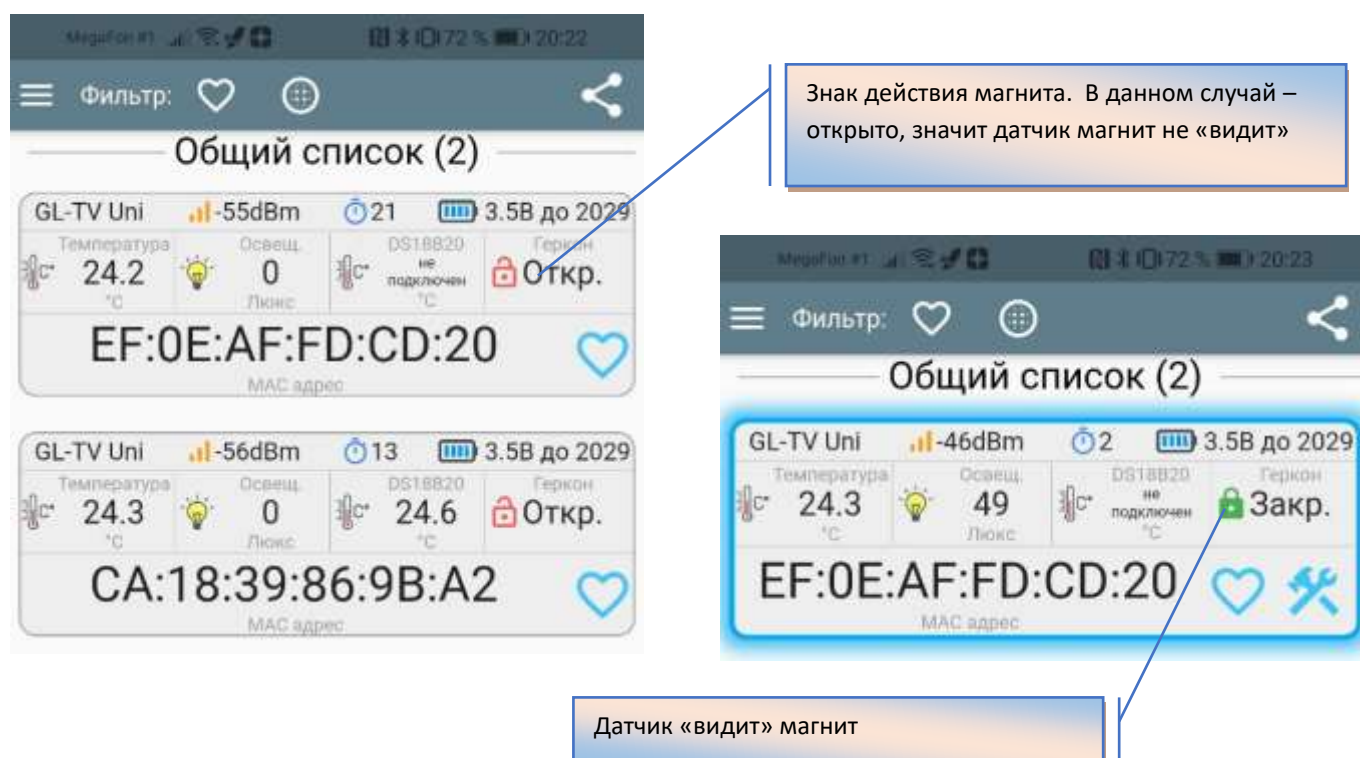 MegaFon #1 72 % 20:22
Фильтр:
Общий список (2)
GL-TV Uni -55dBm 21 3.5В до 2029
Температура Освещ. DS18B20 Геркон
°C 24.2 0 °C не подключен Откр.
°C Люкс °C
EF:0E:AF:FD:CD:20
MAC адрес
GL-TV Uni -56dBm 13 3.5В до 2029
Температура Освещ. DS18B20 Геркон
°C 24.3 0 °C 24.6 Откр.
°C Люкс °C
CA:18:39:86:9B:A2
MAC адрес
Знак действия магнита. В данном случай –
открыто, значит датчик магнит не «видит»
MegaFon #1 72 % 20:23
Фильтр:
Общий список (2)
GL-TV Uni -46dBm 2 3.5В до 2029
Температура Освещ. DS18B20 Геркон
°C 24.3 49 °C не подключен Закр.
°C Люкс °C
EF:0E:AF:FD:CD:20
MAC адрес
Датчик «видит» магнит